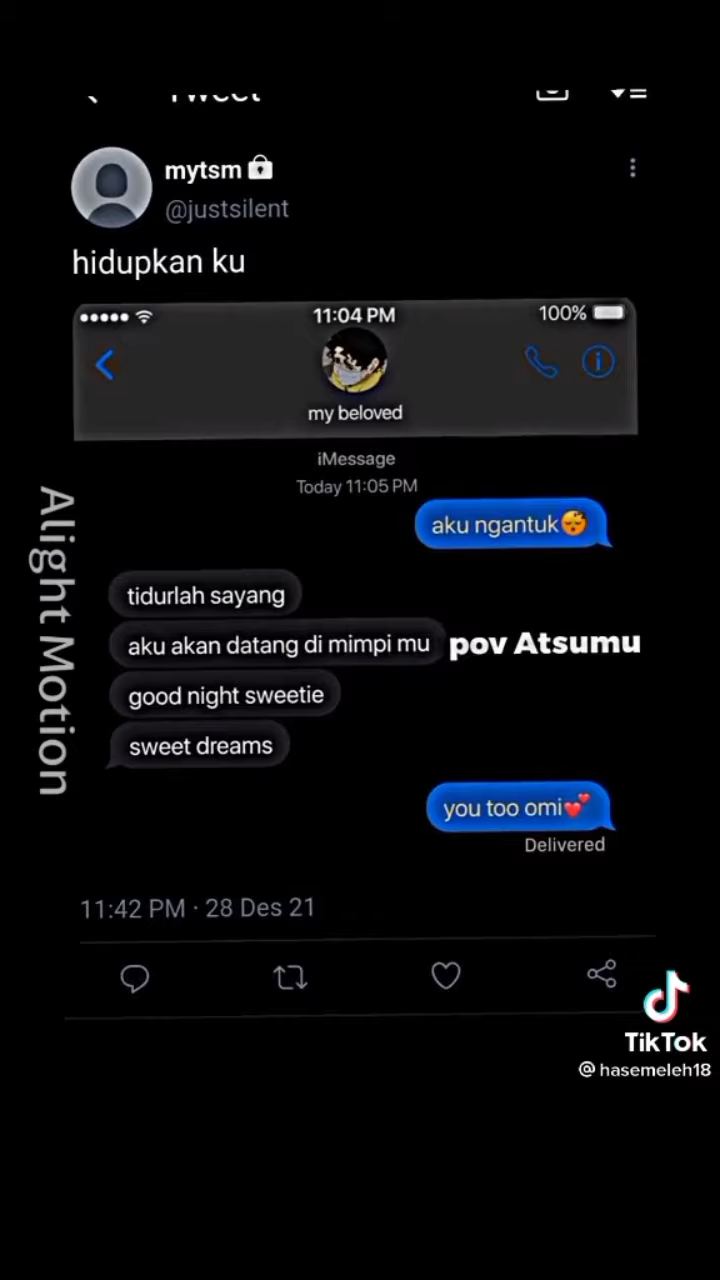 Tweet
mytsm
@justsilent
hidupkan ku
11:04 PM
100%
my beloved
iMessage
Today 11:05 PM
aku ngantuk😴
tidurlah sayang
aku akan datang di mimpi mu
pov Atsumu
good night sweetie
sweet dreams
you too omi💕
Delivered
11:42 PM · 28 Des 21
Alight Motion
TikTok
@hasemeleh18